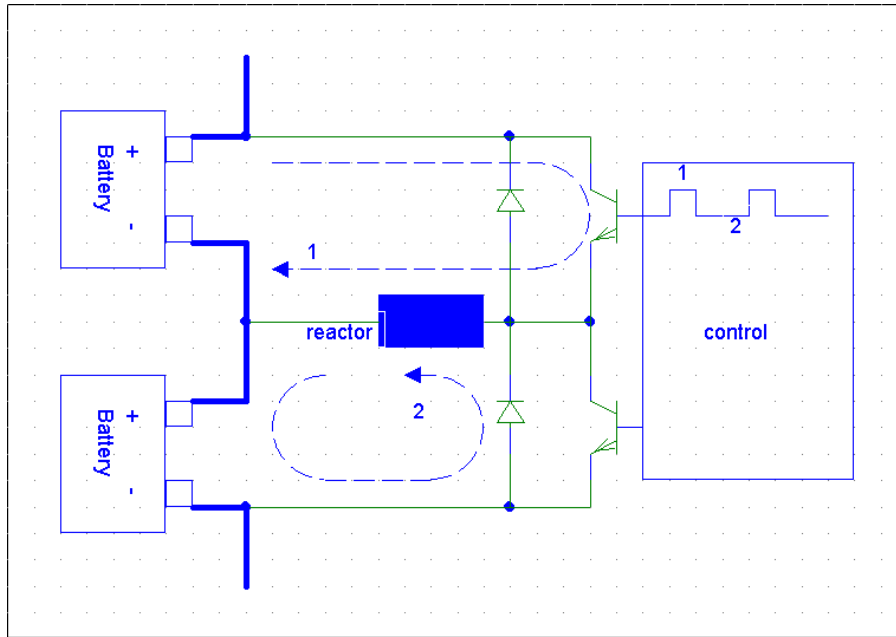 +
Battery
-
1
2
1
reactor
control
2
+
Battery
-